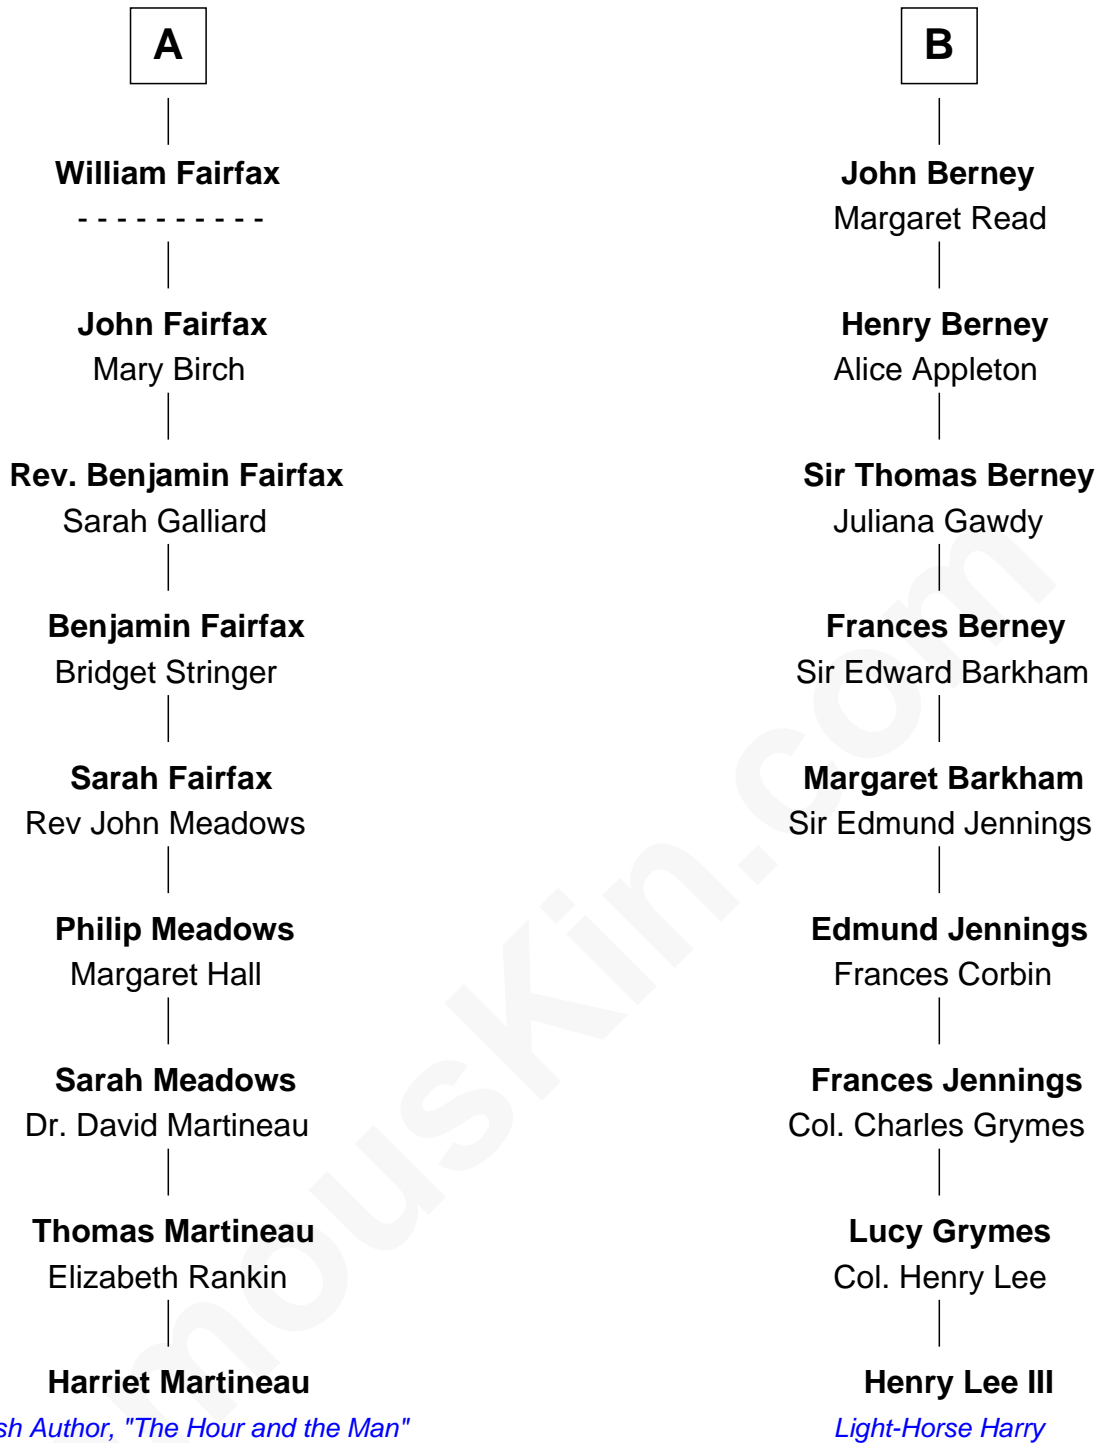 A
William Fairfax
- - - - - - - - - -
John Fairfax
Mary Birch
Rev. Benjamin Fairfax
Sarah Galliard
Benjamin Fairfax
Bridget Stringer
Sarah Fairfax
Rev John Meadows
Philip Meadows
Margaret Hall
Sarah Meadows
Dr. David Martineau
Thomas Martineau
Elizabeth Rankin
Harriet Martineau
sh Author, "The Hour and the Man"
B
John Berney
Margaret Read
Henry Berney
Alice Appleton
Sir Thomas Berney
Juliana Gawdy
Frances Berney
Sir Edward Barkham
Margaret Barkham
Sir Edmund Jennings
Edmund Jennings
Frances Corbin
Frances Jennings
Col. Charles Grymes
Lucy Grymes
Col. Henry Lee
Henry Lee III
Light-Horse Harry
mousKin.com